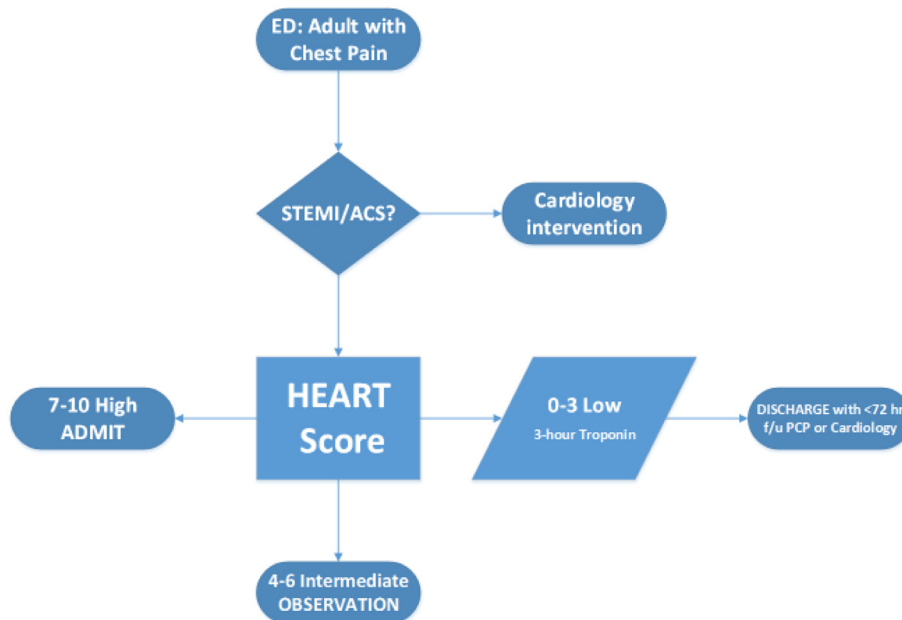 ED: Adult with
Chest Pain
STEMI/ACS?
Cardiology
intervention
HEART
Score
7-10 High
ADMIT
0-3 Low
3-hour Troponin
DISCHARGE with <72 hr
f/u PCP or Cardiology
4-6 Intermediate
OBSERVATION